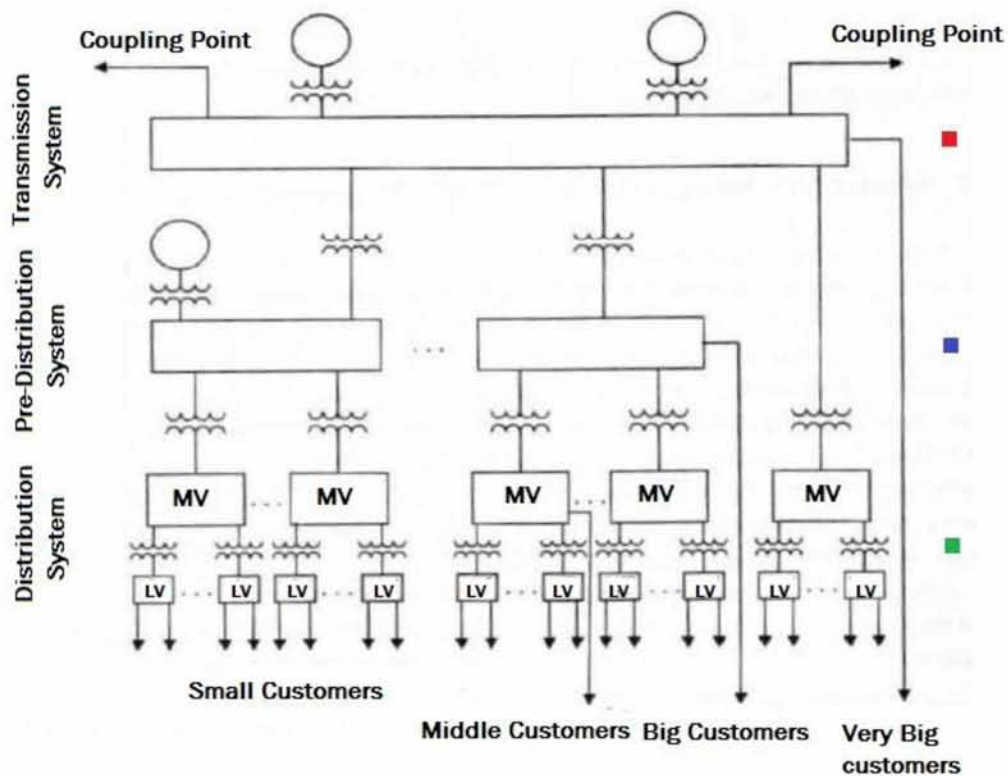 Coupling Point
Coupling Point
Transmission
System
Pre-Distribution
System
Distribution
System
MV
MV
MV
MV
MV
LV
LV
LV
LV
LV
LV
LV
LV
LV
LV
Small Customers
Middle Customers
Big Customers
Very Big
customers